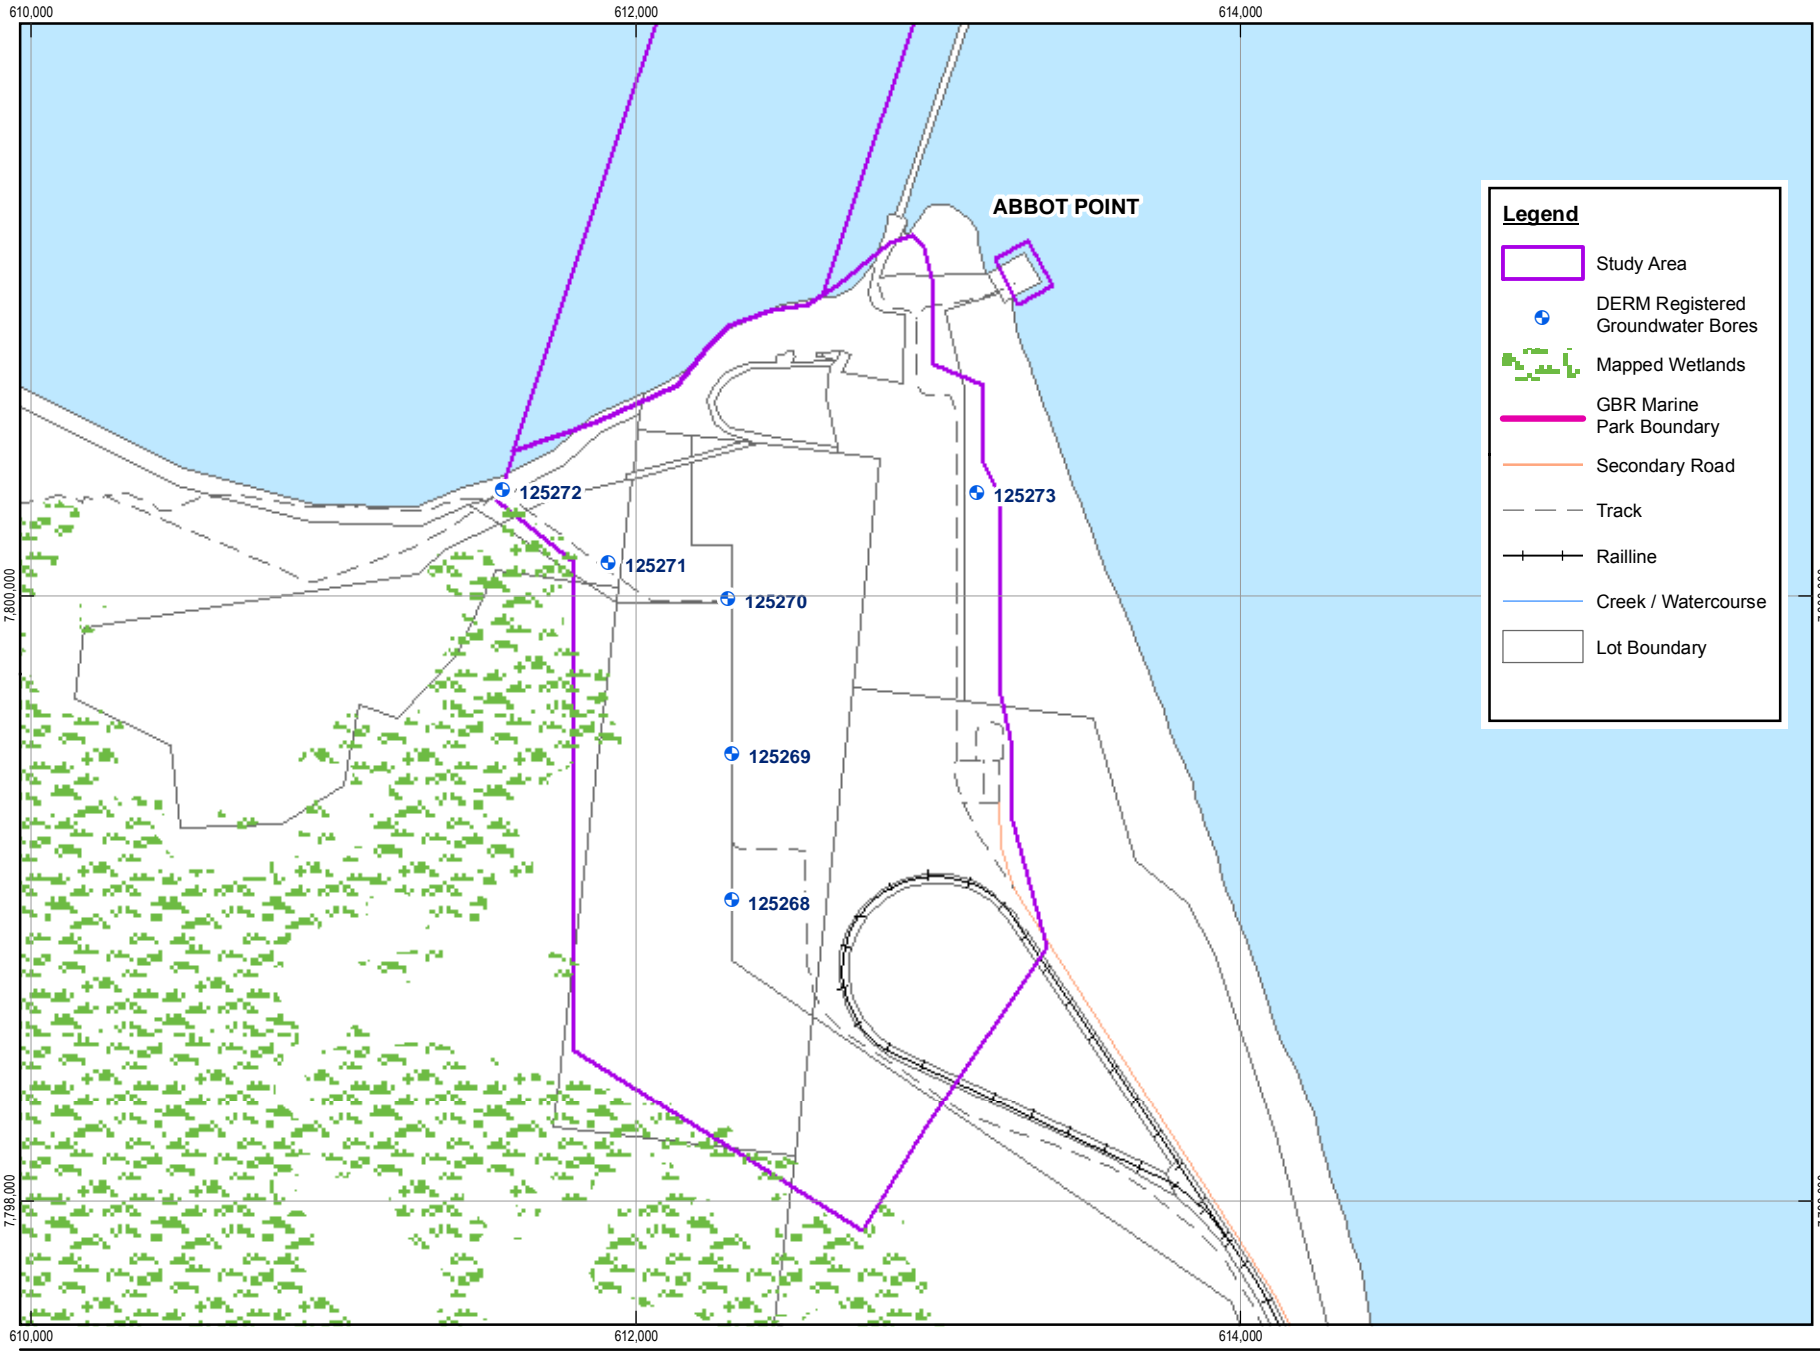 610,000
612,000
614,000
ABBOT POINT
Legend
Study Area
DERM Registered
Groundwater Bores
Mapped Wetlands
GBR Marine
Park Boundary
Secondary Road
Track
Railline
Creek / Watercourse
Lot Boundary
125272
125273
125271
125270
7,800,000
125269
125268
7,798,000
610,000
612,000
614,000